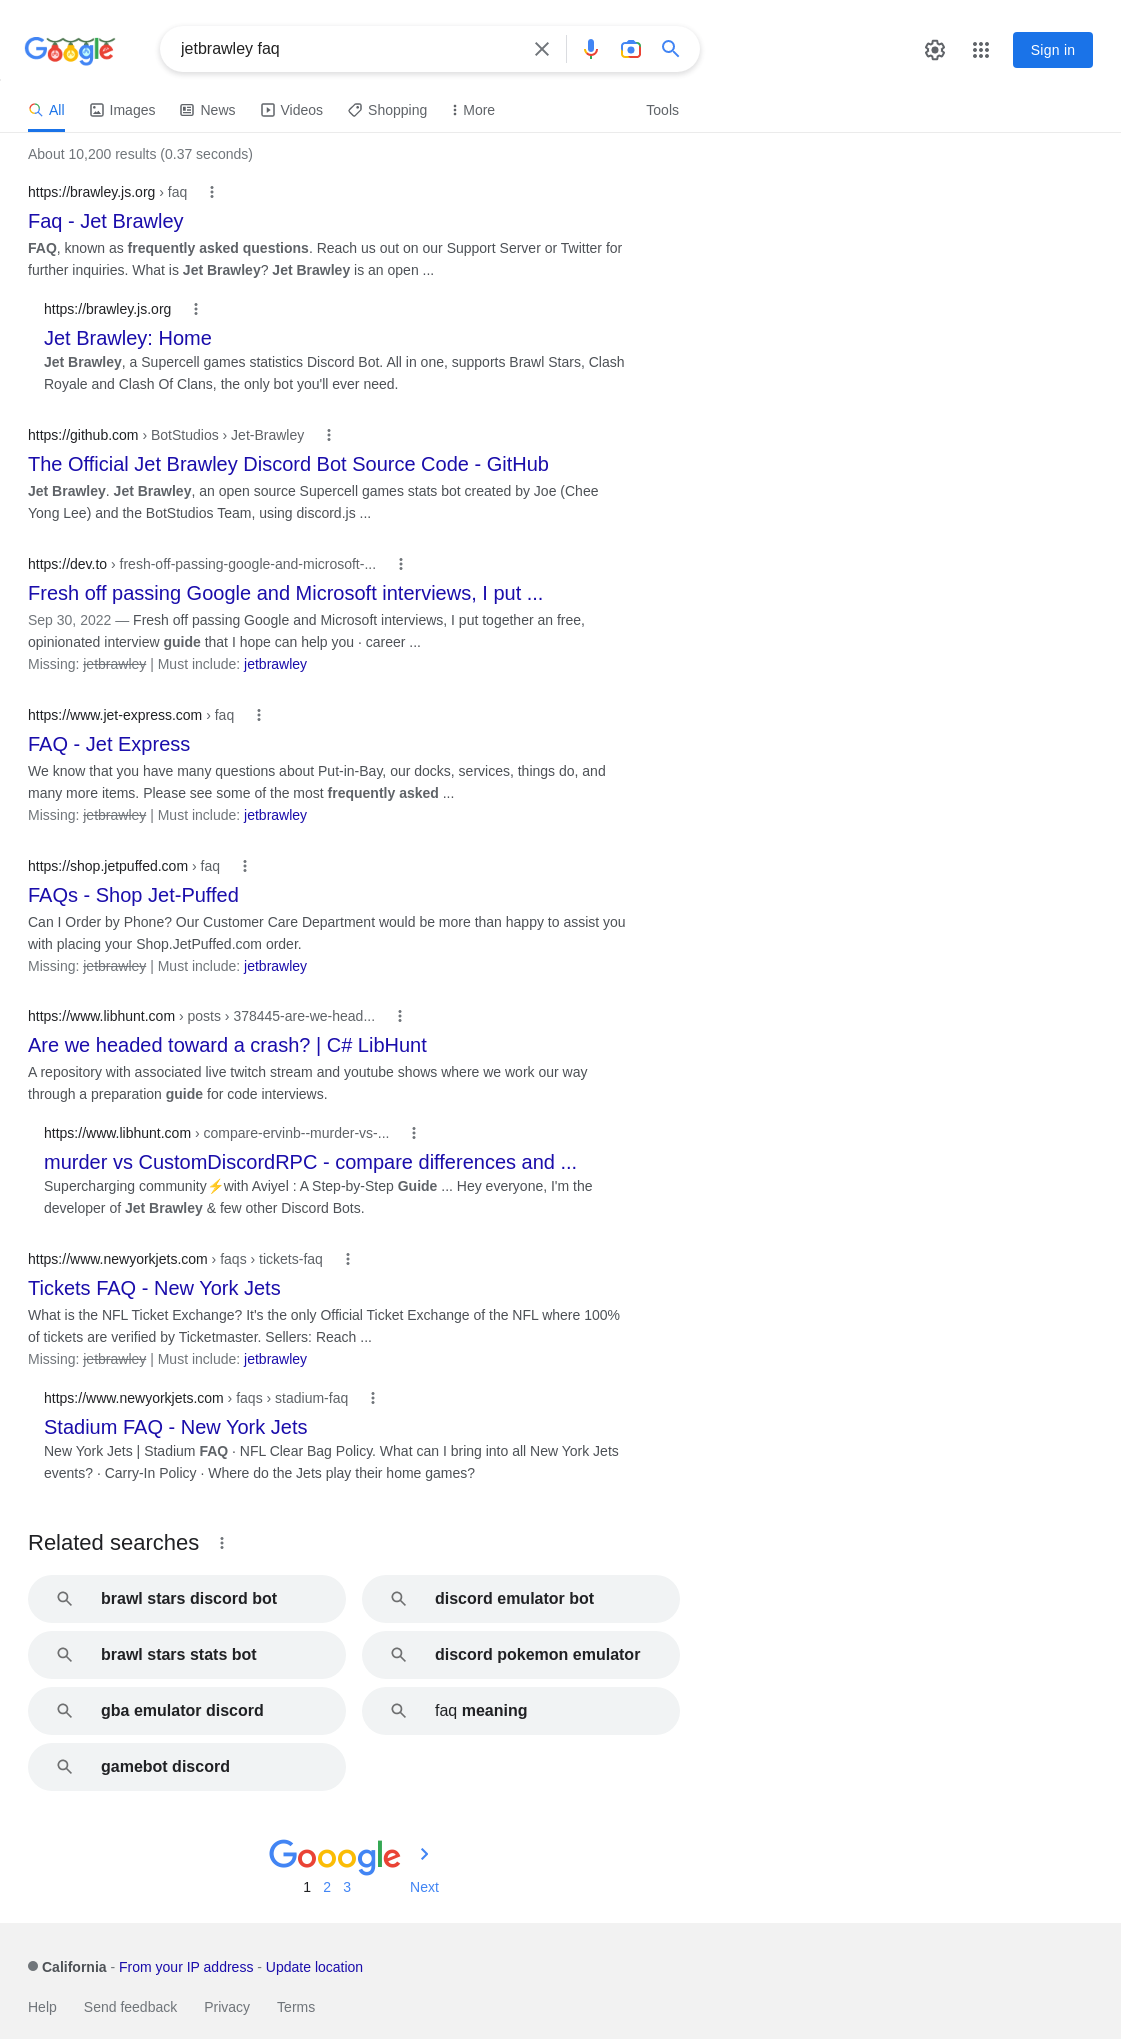 Google
jetbrawley faq
Sign in
All Images News Videos Shopping More Tools
About 10,200 results (0.37 seconds)
https://brawley.js.org › faq
Faq - Jet Brawley
FAQ, known as frequently asked questions. Reach us out on our Support Server or Twitter for
further inquiries. What is Jet Brawley? Jet Brawley is an open ...
https://brawley.js.org
Jet Brawley: Home
Jet Brawley, a Supercell games statistics Discord Bot. All in one, supports Brawl Stars, Clash
Royale and Clash Of Clans, the only bot you'll ever need.
https://github.com › BotStudios › Jet-Brawley
The Official Jet Brawley Discord Bot Source Code - GitHub
Jet Brawley. Jet Brawley, an open source Supercell games stats bot created by Joe (Chee
Yong Lee) and the BotStudios Team, using discord.js ...
https://dev.to › fresh-off-passing-google-and-microsoft-...
Fresh off passing Google and Microsoft interviews, I put ...
Sep 30, 2022 — Fresh off passing Google and Microsoft interviews, I put together an free,
opinionated interview guide that I hope can help you · career ...
Missing: jetbrawley | Must include: jetbrawley
https://www.jet-express.com › faq
FAQ - Jet Express
We know that you have many questions about Put-in-Bay, our docks, services, things do, and
many more items. Please see some of the most frequently asked ...
Missing: jetbrawley | Must include: jetbrawley
https://shop.jetpuffed.com › faq
FAQs - Shop Jet-Puffed
Can I Order by Phone? Our Customer Care Department would be more than happy to assist you
with placing your Shop.JetPuffed.com order.
Missing: jetbrawley | Must include: jetbrawley
https://www.libhunt.com › posts › 378445-are-we-head...
Are we headed toward a crash? | C# LibHunt
A repository with associated live twitch stream and youtube shows where we work our way
through a preparation guide for code interviews.
https://www.libhunt.com › compare-ervinb--murder-vs-...
murder vs CustomDiscordRPC - compare differences and ...
Supercharging community⚡with Aviyel : A Step-by-Step Guide ... Hey everyone, I'm the
developer of Jet Brawley & few other Discord Bots.
https://www.newyorkjets.com › faqs › tickets-faq
Tickets FAQ - New York Jets
What is the NFL Ticket Exchange? It's the only Official Ticket Exchange of the NFL where 100%
of tickets are verified by Ticketmaster. Sellers: Reach ...
Missing: jetbrawley | Must include: jetbrawley
https://www.newyorkjets.com › faqs › stadium-faq
Stadium FAQ - New York Jets
New York Jets | Stadium FAQ · NFL Clear Bag Policy. What can I bring into all New York Jets
events? · Carry-In Policy · Where do the Jets play their home games?
Related searches
brawl stars discord bot discord emulator bot
brawl stars stats bot discord pokemon emulator
gba emulator discord faq meaning
gamebot discord
Gooogle
1 2 3 Next
California - From your IP address - Update location
Help Send feedback Privacy Terms